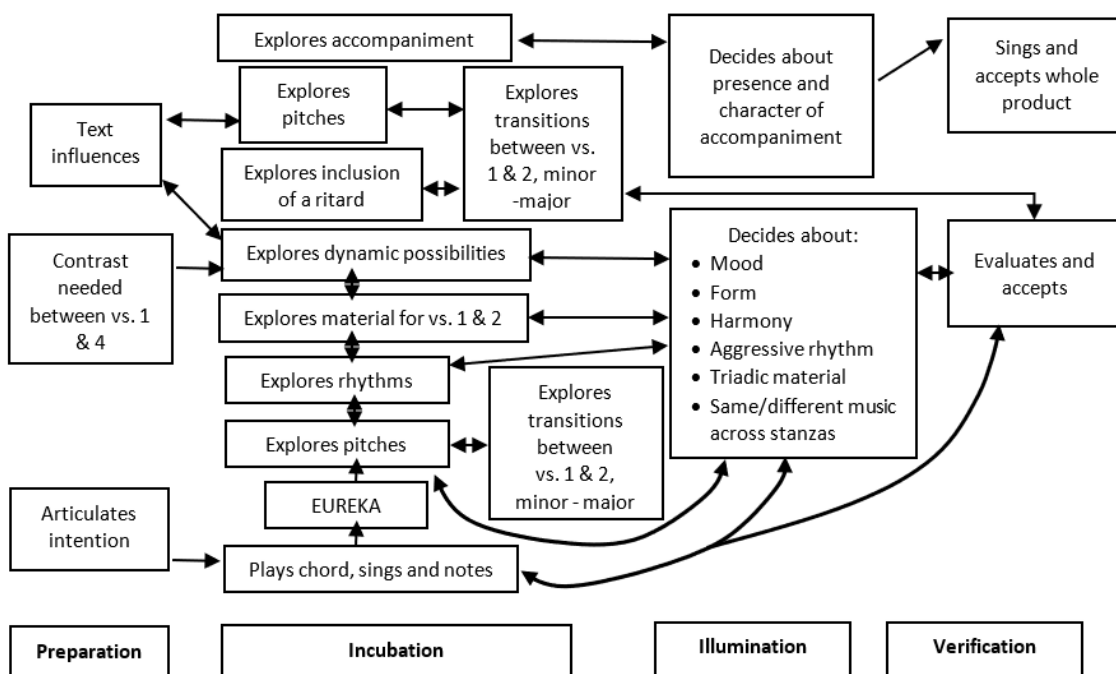 Explores accompaniment
Decides about
presence and
character of
accompaniment
Sings and
accepts whole
product
Explores
pitches
Explores
transitions
between vs.
1 & 2, minor
-major
Text
influences
Explores inclusion
of a ritard
Explores dynamic possibilities
Contrast
needed
between vs. 1
& 4
Explores material for vs. 1 & 2
Explores rhythms
Explores pitches
Explores
transitions
between
vs. 1 & 2,
minor - major
Decides about:
• Mood
• Form
• Harmony
• Aggressive rhythm
• Triadic material
• Same/different music
across stanzas
Evaluates and
accepts
EUREKA
Articulates
intention
Plays chord, sings and notes
Preparation
Incubation
Illumination
Verification